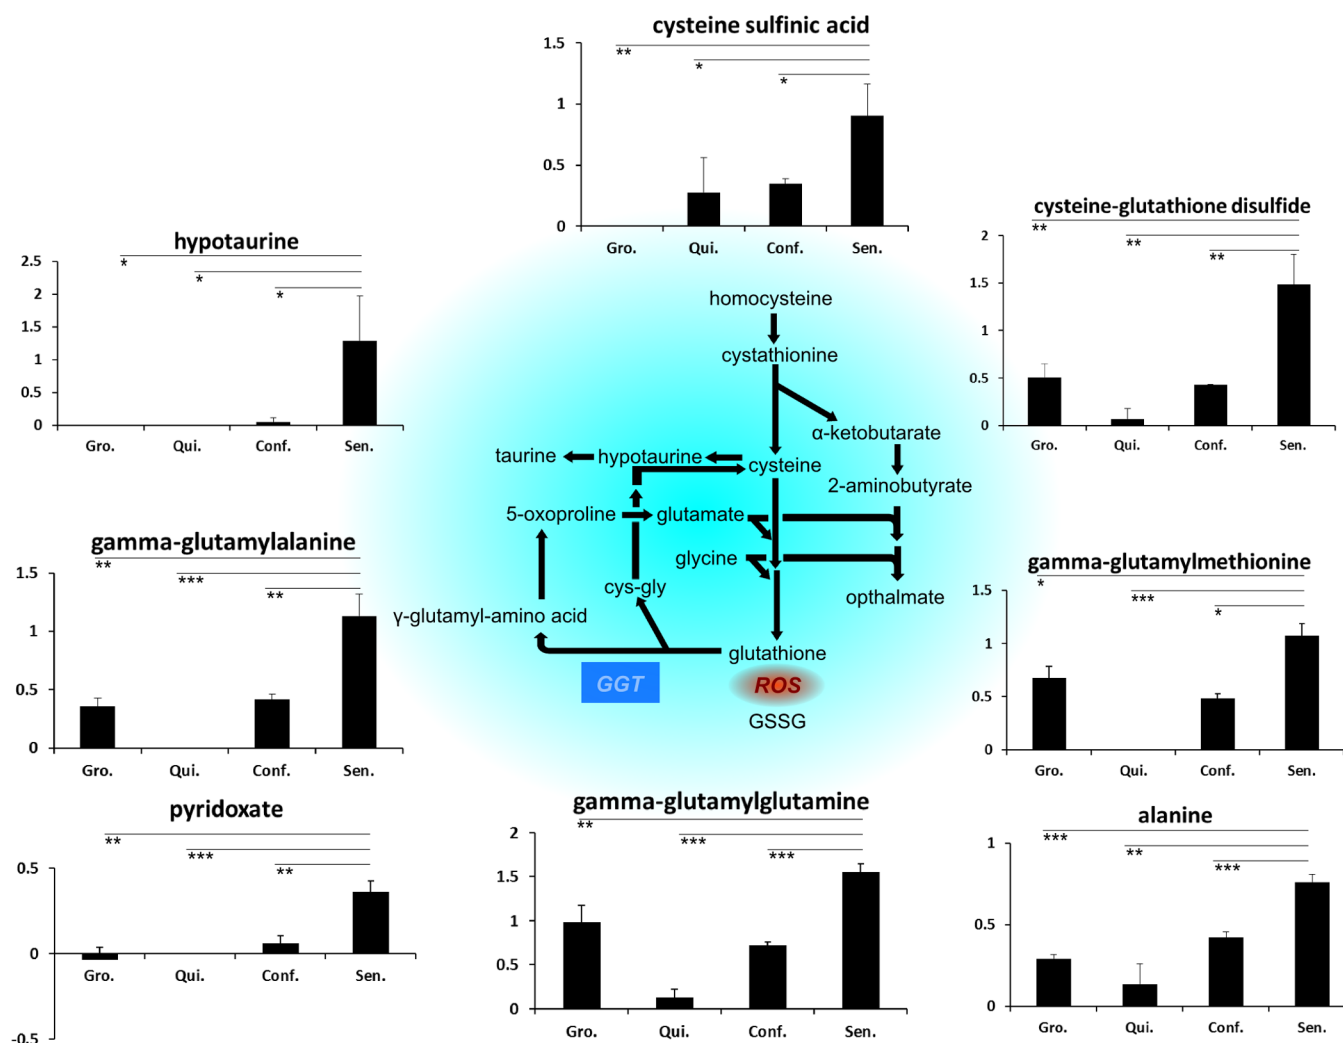 cysteine sulfinic acid
1.5
**
*
*
1
0.5
0
Gro. Qui. Conf. Sen.
hypotaurine
2.5
*
*
*
2
1.5
1
0.5
0
Gro. Qui. Conf. Sen.
cysteine-glutathione disulfide
2
**
**
**
1.5
1
0.5
0
Gro. Qui. Conf. Sen.
homocysteine
cystathionine
α-ketobutarate
taurine hypotaurine cysteine
2-aminobutyrate
5-oxoproline glutamate
glycine
cys-gly
opthalmate
γ-glutamyl-amino acid
glutathione
GGT
ROS
GSSG
gamma-glutamylalanine
1.5
**
***
**
1
0.5
0
Gro. Qui. Conf. Sen.
gamma-glutamylmethionine
1.5
*
***
*
1
0.5
0
Gro. Qui. Conf. Sen.
pyridoxate
**
***
**
0.5
0
-0.5
Gro. Qui. Conf. Sen.
gamma-glutamylglutamine
2
**
***
***
1.5
1
0.5
0
Gro. Qui. Conf. Sen.
alanine
1
***
**
***
0.5
0
Gro. Qui. Conf. Sen.